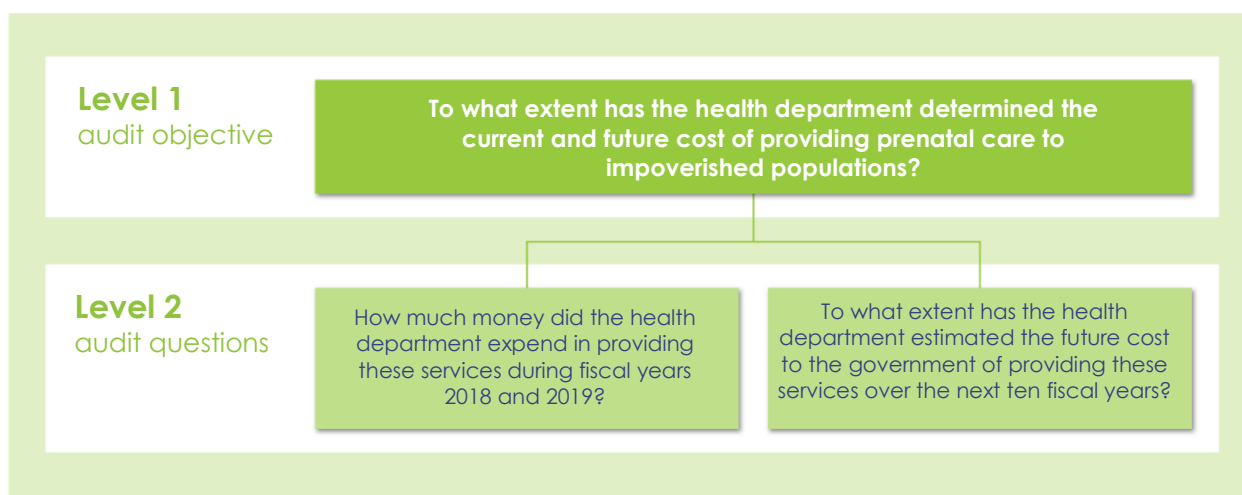 Level 1
audit objective
To what extent has the health department determined the
current and future cost of providing prenatal care to
impoverished populations?
Level 2
audit questions
How much money did the health
department expend in providing
these services during fiscal years
2018 and 2019?
To what extent has the health
department estimated the future cost
to the government of providing these
services over the next ten fiscal years?